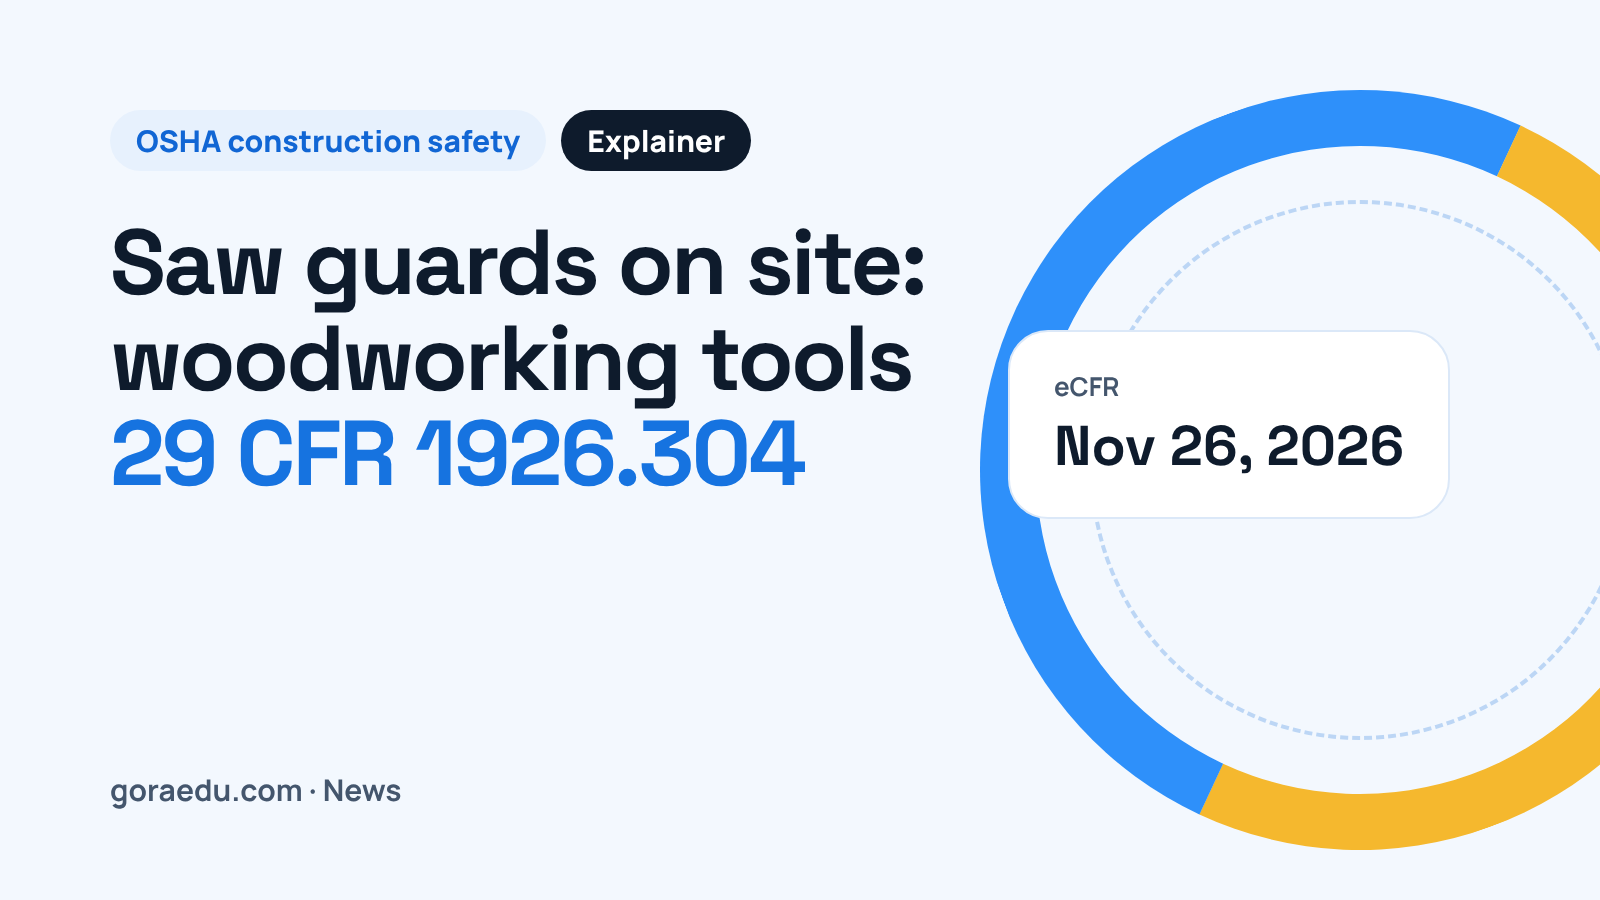 OSHA construction safety
Explainer
Saw guards on site:
woodworking tools
29 CFR 1926.304
eCFR
Nov 26, 2026
goraedu.com · News